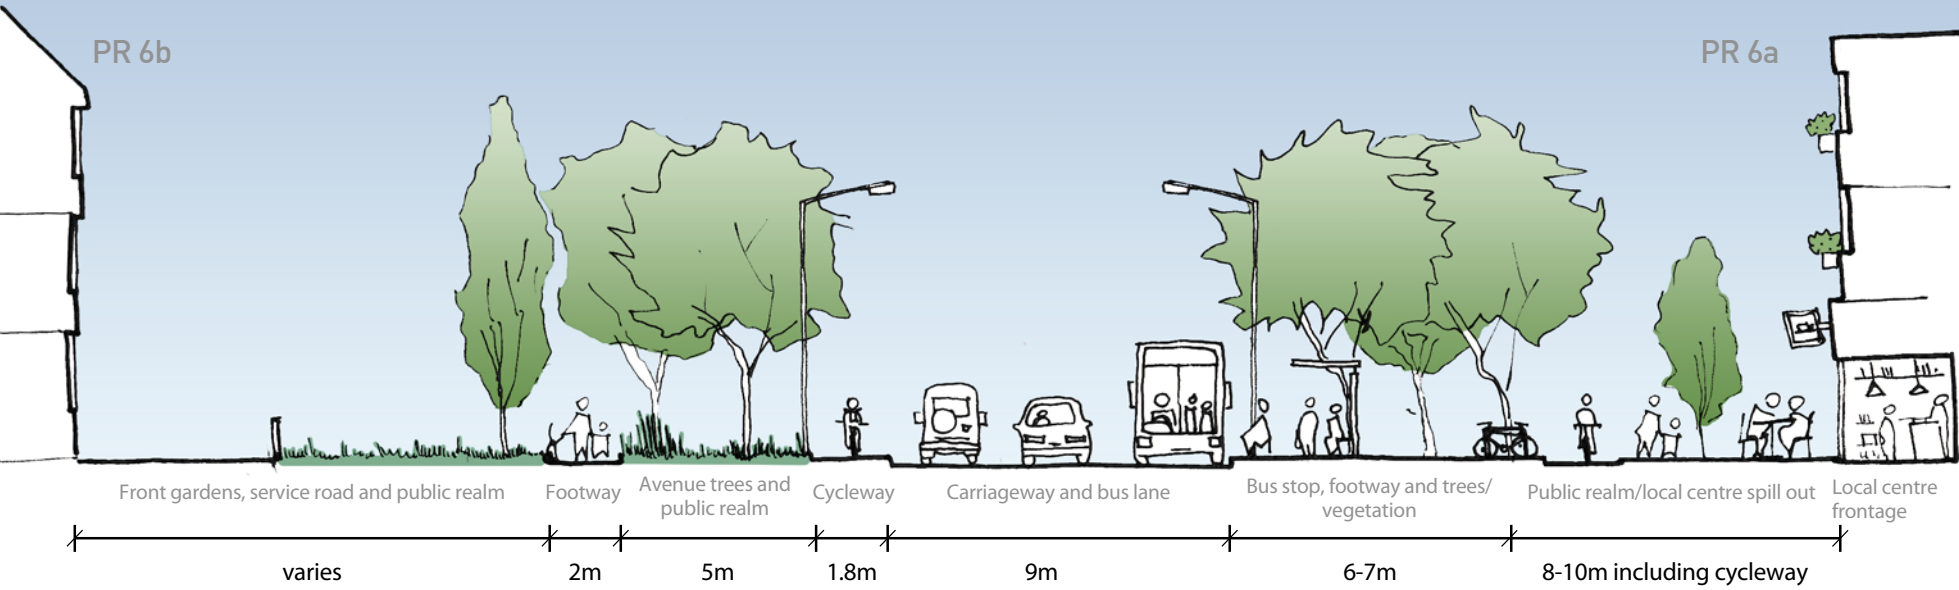 PR 6b
PR 6a
Front gardens, service road and public realm
Footway
Avenue trees and
public realm
Cycleway
Carriageway and bus lane
Bus stop, footway and trees/
vegetation
Public realm/local centre spill out
Local centre
frontage
varies
2m
5m
1.8m
9m
6-7m
8-10m including cycleway